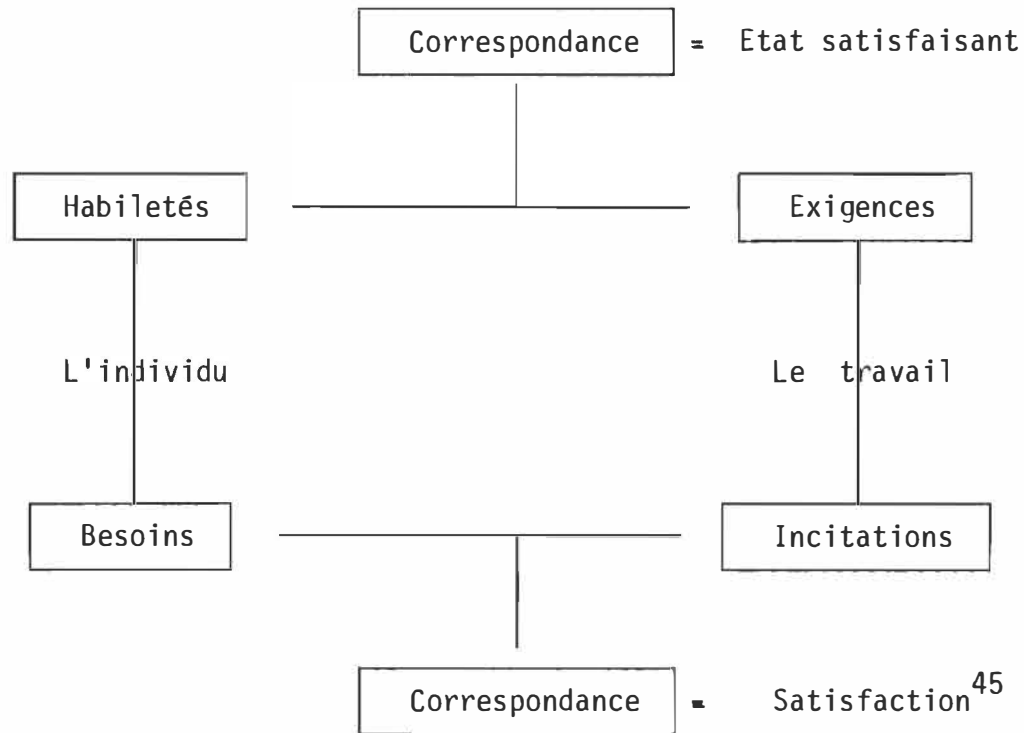 Correspondance = Etat satisfaisant
Habiletés Exigences
L'individu Le travail
Besoins Incitations
Correspondance = Satisfaction45